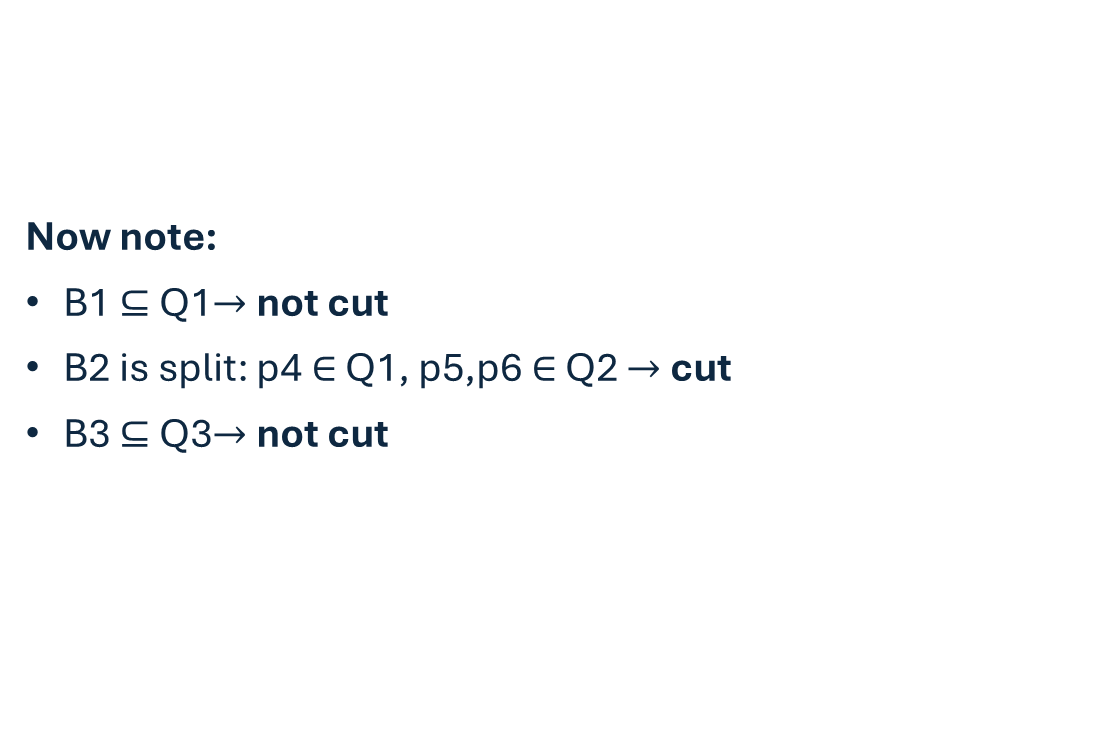 Now note:
• B1 ⊆ Q1→ not cut
• B2 is split: p4 ∈ Q1, p5,p6 ∈ Q2 → cut
• B3 ⊆ Q3→ not cut